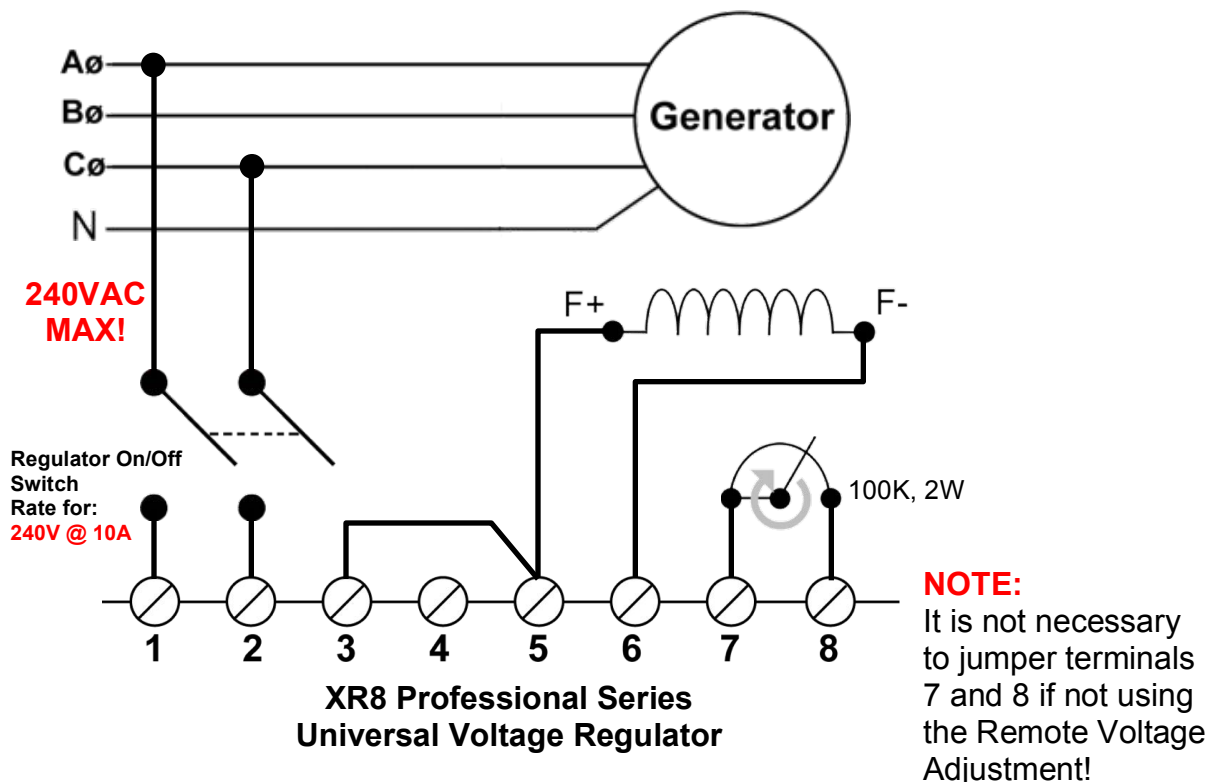 Aø
Bø
Cø
N
Generator
240VAC
MAX!
F+
F-
Regulator On/Off
Switch
Rate for:
240V @ 10A
100K, 2W
1 2 3 4 5 6 7 8
XR8 Professional Series
Universal Voltage Regulator
NOTE:
It is not necessary
to jumper terminals
7 and 8 if not using
the Remote Voltage
Adjustment!